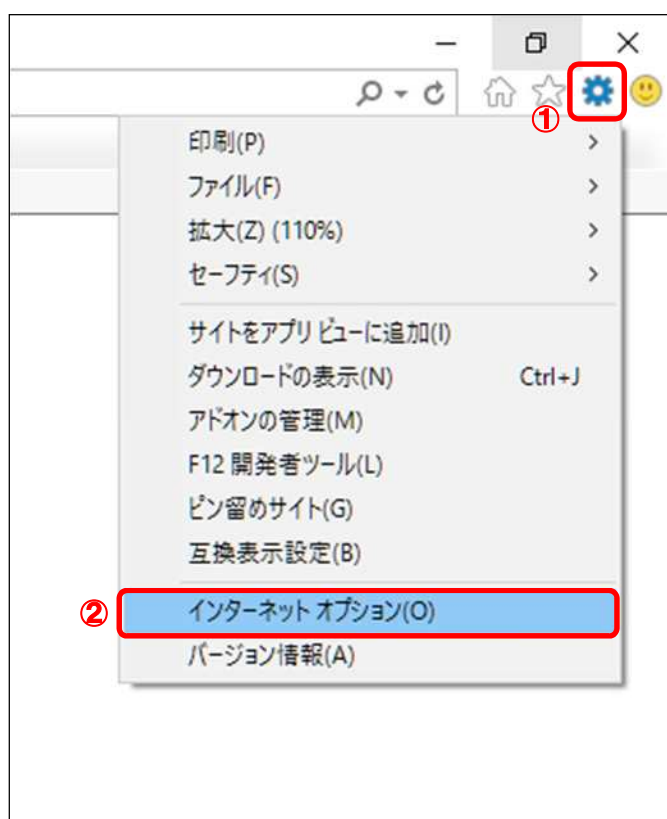 ①
印刷(P)
ファイル(F)
拡大(Z) (110%)
セーフティ(S)
サイトをアプリ ビューに追加(I)
ダウンロードの表示(N) Ctrl+J
アドオンの管理(M)
F12 開発者ツール(L)
ピン留めサイト(G)
互換表示設定(B)
② インターネット オプション(O)
バージョン情報(A)